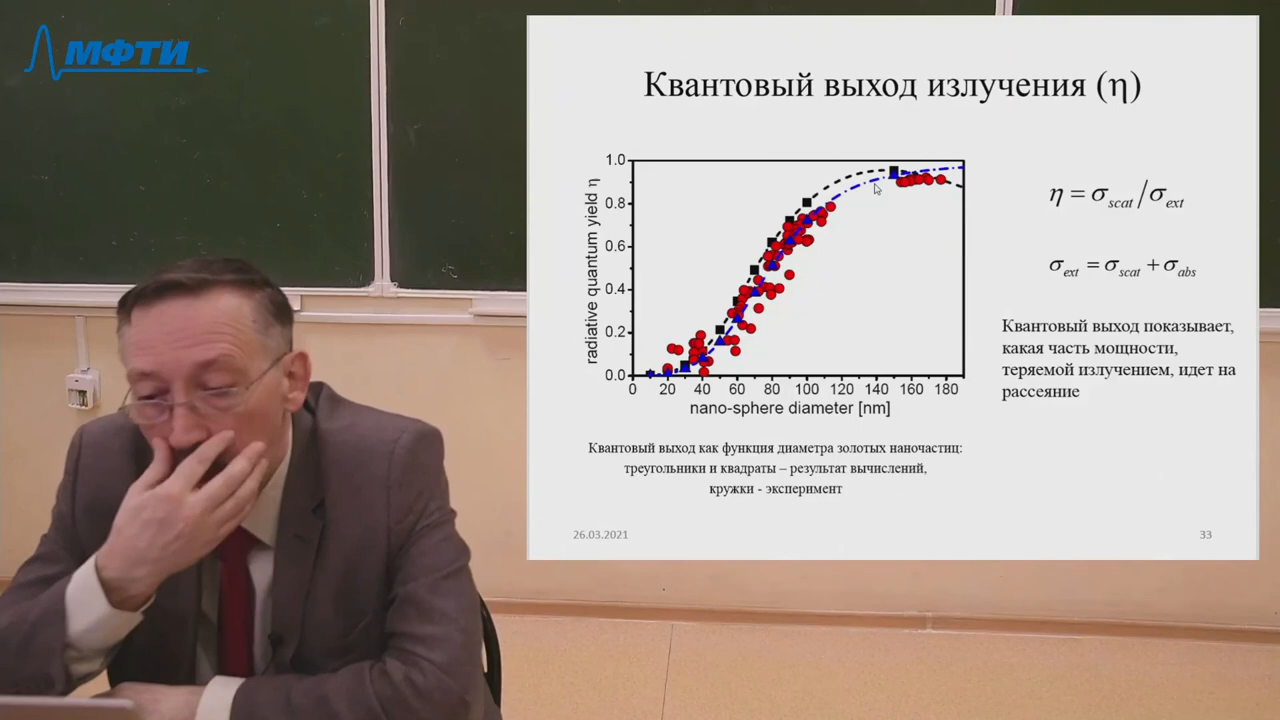 МФТИ
Квантовый выход излучения (η)
1.0
0.8
0.6
0.4
0.2
0.0
radiative quantum yield η
0 20 40 60 80 100 120 140 160 180
nano-sphere diameter [nm]
η = σscat / σext
σext = σscat + σabs
Квантовый выход показывает,
какая часть мощности,
теряемой излучением, идет на
рассеяние
Квантовый выход как функция диаметра золотых наночастиц:
треугольники и квадраты – результат вычислений,
кружки - эксперимент
26.03.2021
33